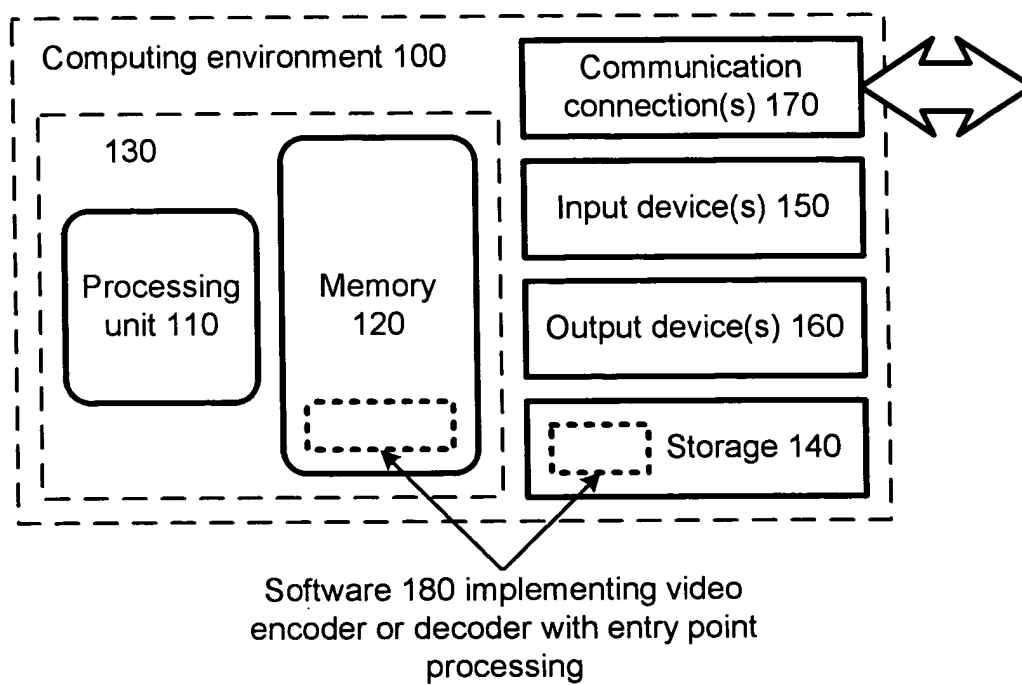 Computing environment 100
130
Processing
unit 110
Memory
120
Communication
connection(s) 170
Input device(s) 150
Output device(s) 160
Storage 140
Software 180 implementing video
encoder or decoder with entry point
processing